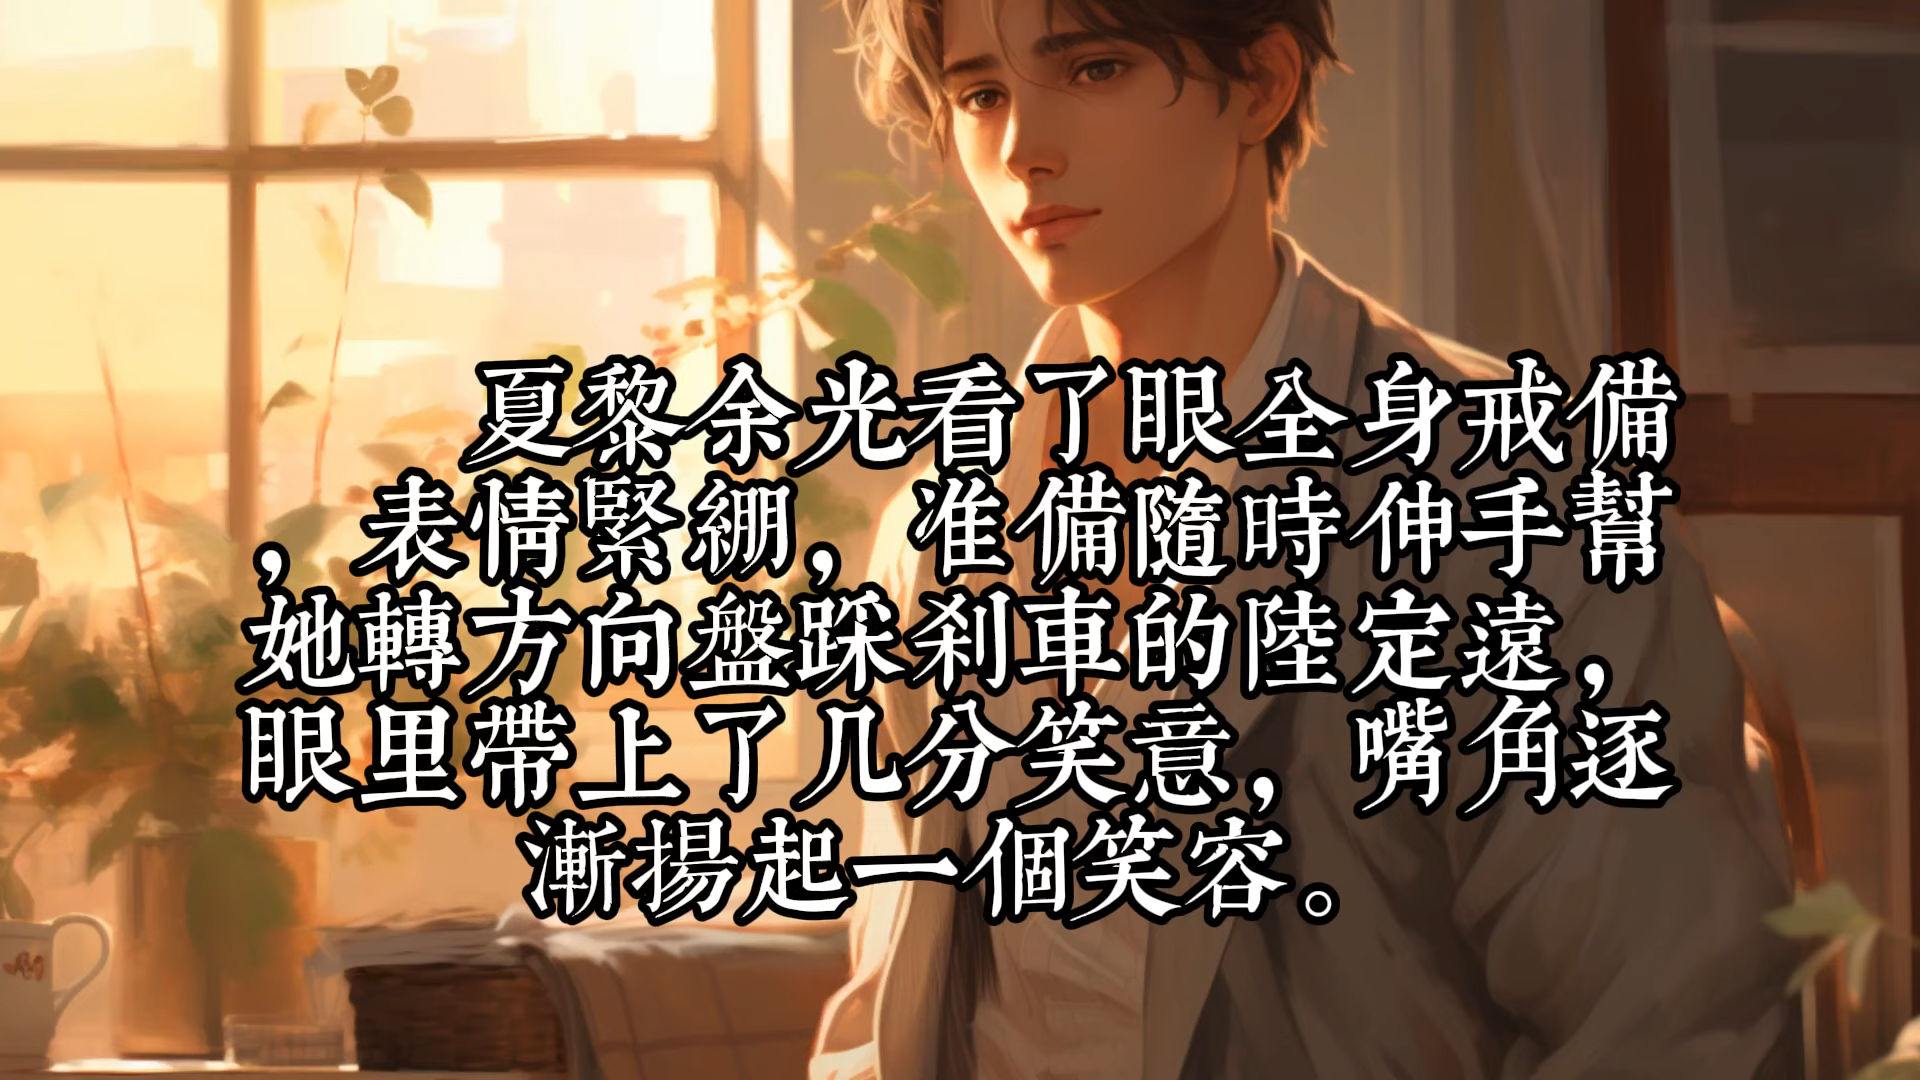 夏黎余光看了眼全身戒備
，表情緊繃，准備隨時伸手幫
她轉方向盤踩刹車的陸定遠，
眼里帶上了几分笑意，嘴角逐
漸揚起一個笑容。